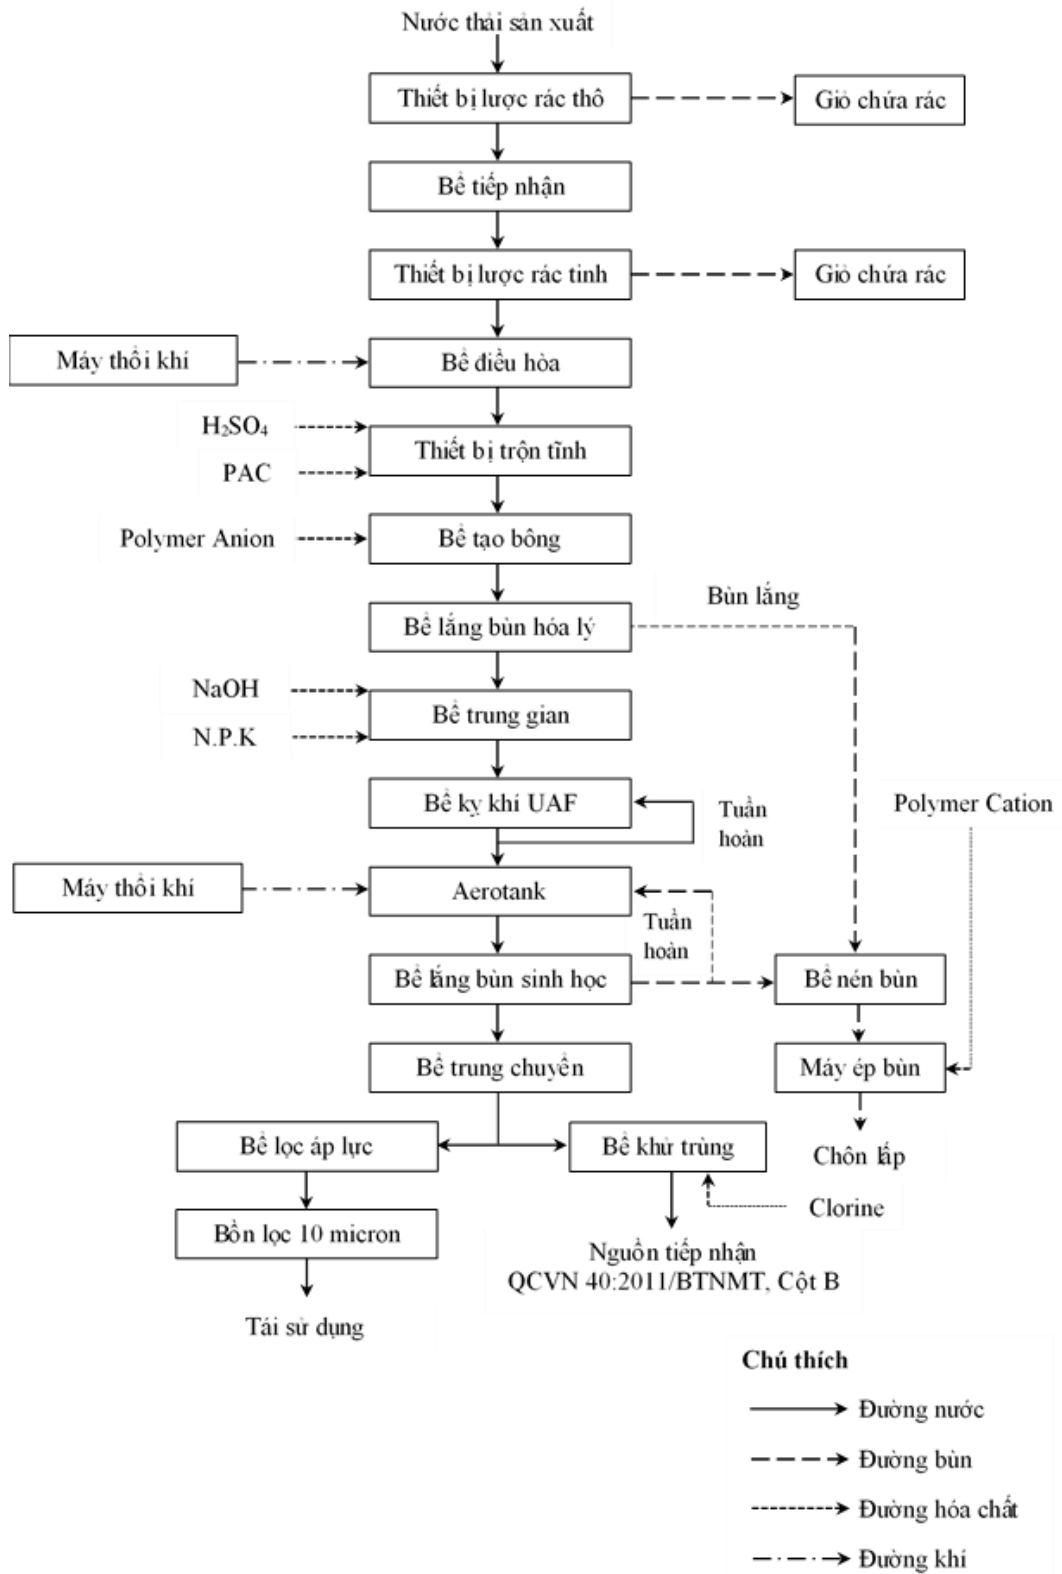 Nước thải sản xuất
Thiết bị lược rác thô
Giỏ chứa rác
Bể tiếp nhận
Thiết bị lược rác tinh
Giỏ chứa rác
Máy thổi khí
Bể điều hòa
H₂SO₄
Thiết bị trộn tĩnh
PAC
Polymer Anion
Bể tạo bông
Bùn lắng
Bể lắng bùn hóa lý
NaOH
Bể trung gian
N.P.K
Bể kỵ khí UAF
Tuần
hoàn
Polymer Cation
Máy thổi khí
Aerotank
Tuần
hoàn
Bể lắng bùn sinh học
Bể nén bùn
Bể trung chuyển
Máy ép bùn
Bể lọc áp lực
Bể khử trùng
Chôn lấp
Clorine
Bồn lọc 10 micron
Nguồn tiếp nhận
QCVN 40:2011/BTNMT, Cột B
Tái sử dụng
Chú thích
Đường nước
Đường bùn
Đường hóa chất
Đường khí